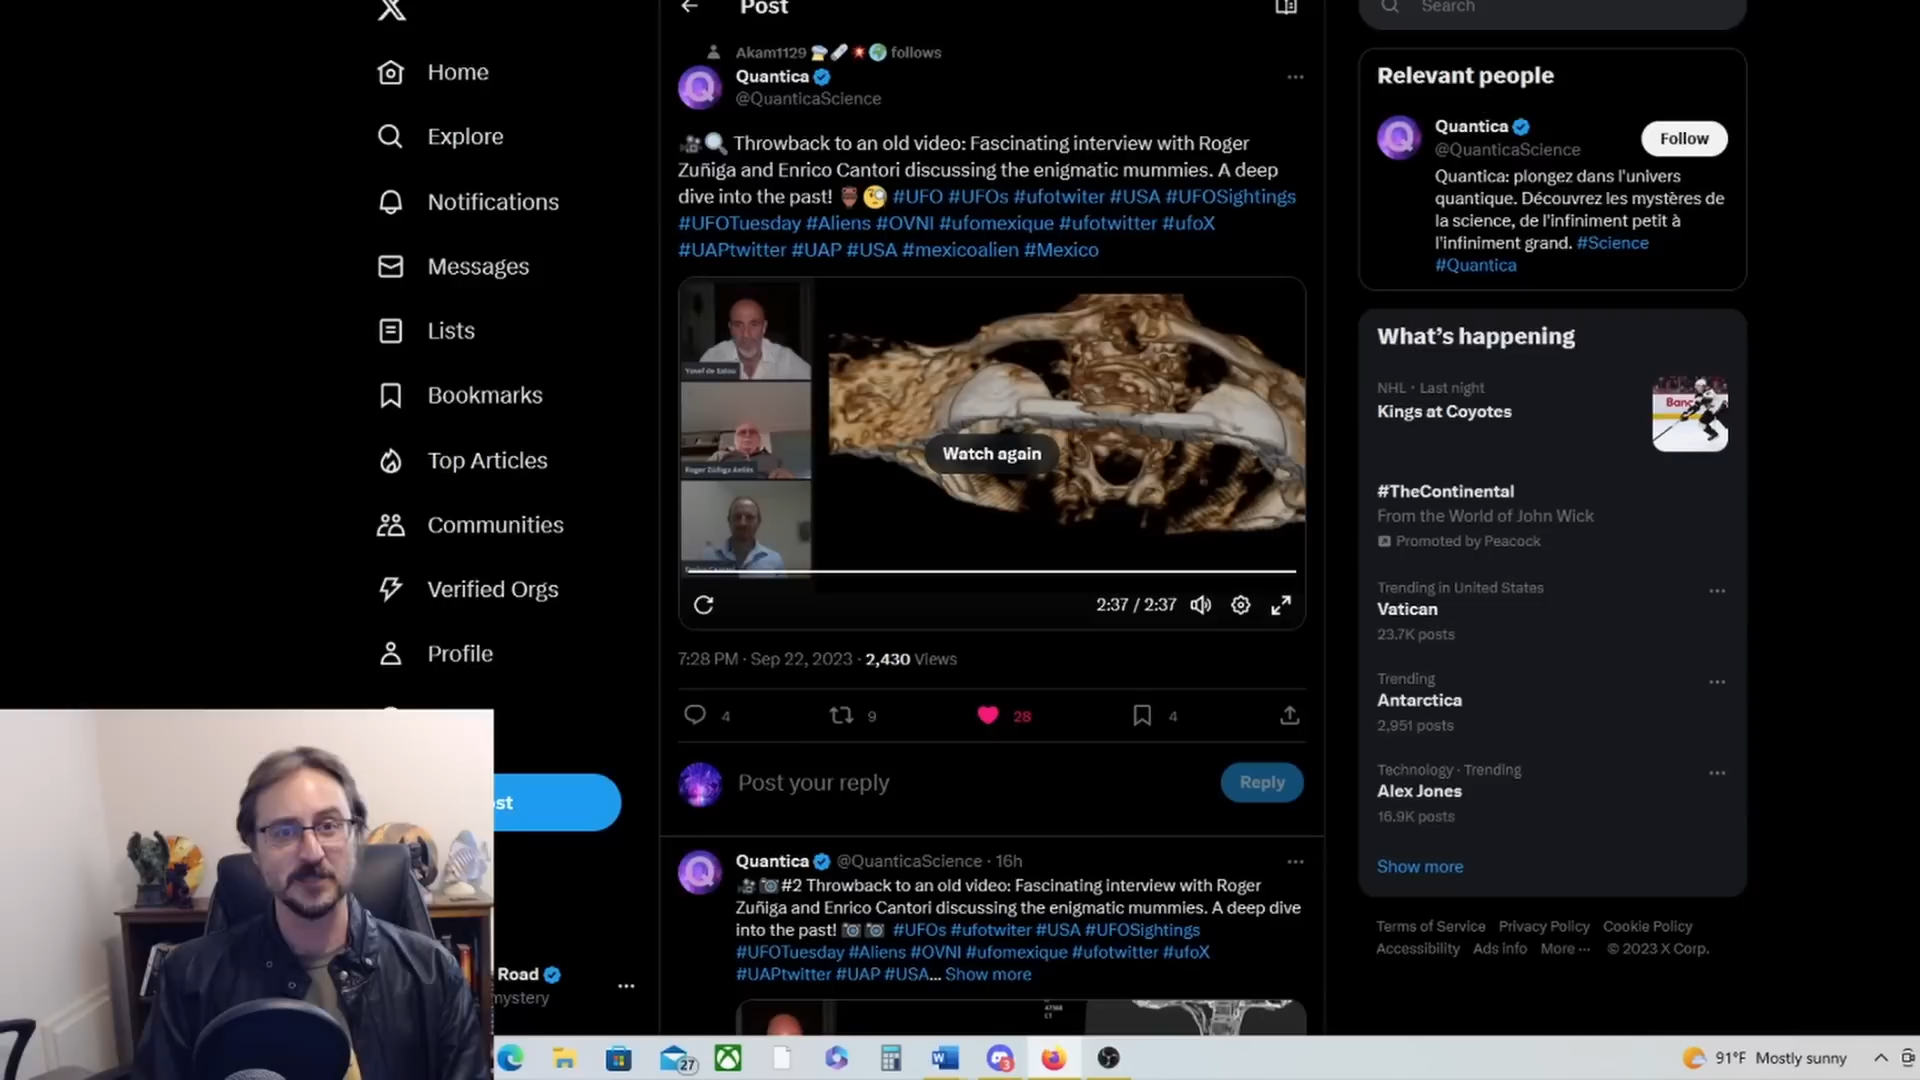 Home
Explore
Notifications
Messages
Lists
Bookmarks
Top Articles
Communities
Verified Orgs
Profile
st
Road
mystery
Post
Akam1129 follows
Quantica
@QuanticaScience
Throwback to an old video: Fascinating interview with Roger
Zuñiga and Enrico Cantori discussing the enigmatic mummies. A deep
dive into the past! #UFO #UFOs #ufotwiter #USA #UFOSightings
#UFOTuesday #Aliens #OVNI #ufomexique #ufotwitter #ufoX
#UAPtwitter #UAP #USA #mexicoalien #Mexico
Roger Zúñiga Avilés
Watch again
2:37 / 2:37
7:28 PM · Sep 22, 2023 · 2,430 Views
4 9 28 4
Post your reply
Reply
Quantica @QuanticaScience · 16h
#2 Throwback to an old video: Fascinating interview with Roger
Zuñiga and Enrico Cantori discussing the enigmatic mummies. A deep dive
into the past! #UFOs #ufotwiter #USA #UFOSightings
#UFOTuesday #Aliens #OVNI #ufomexique #ufotwitter #ufoX
#UAPtwitter #UAP #USA... Show more
Search
Relevant people
Quantica
@QuanticaScience
Follow
Quantica: plongez dans l'univers
quantique. Découvrez les mystères de
la science, de l'infiniment petit à
l'infiniment grand. #Science
#Quantica
What's happening
NHL · Last night
Kings at Coyotes
#TheContinental
From the World of John Wick
Promoted by Peacock
Trending in United States
Vatican
23.7K posts
Trending
Antarctica
2,951 posts
Technology · Trending
Alex Jones
16.9K posts
Show more
Terms of Service Privacy Policy Cookie Policy
Accessibility Ads info More ··· © 2023 X Corp.
27
3
91°F Mostly sunny